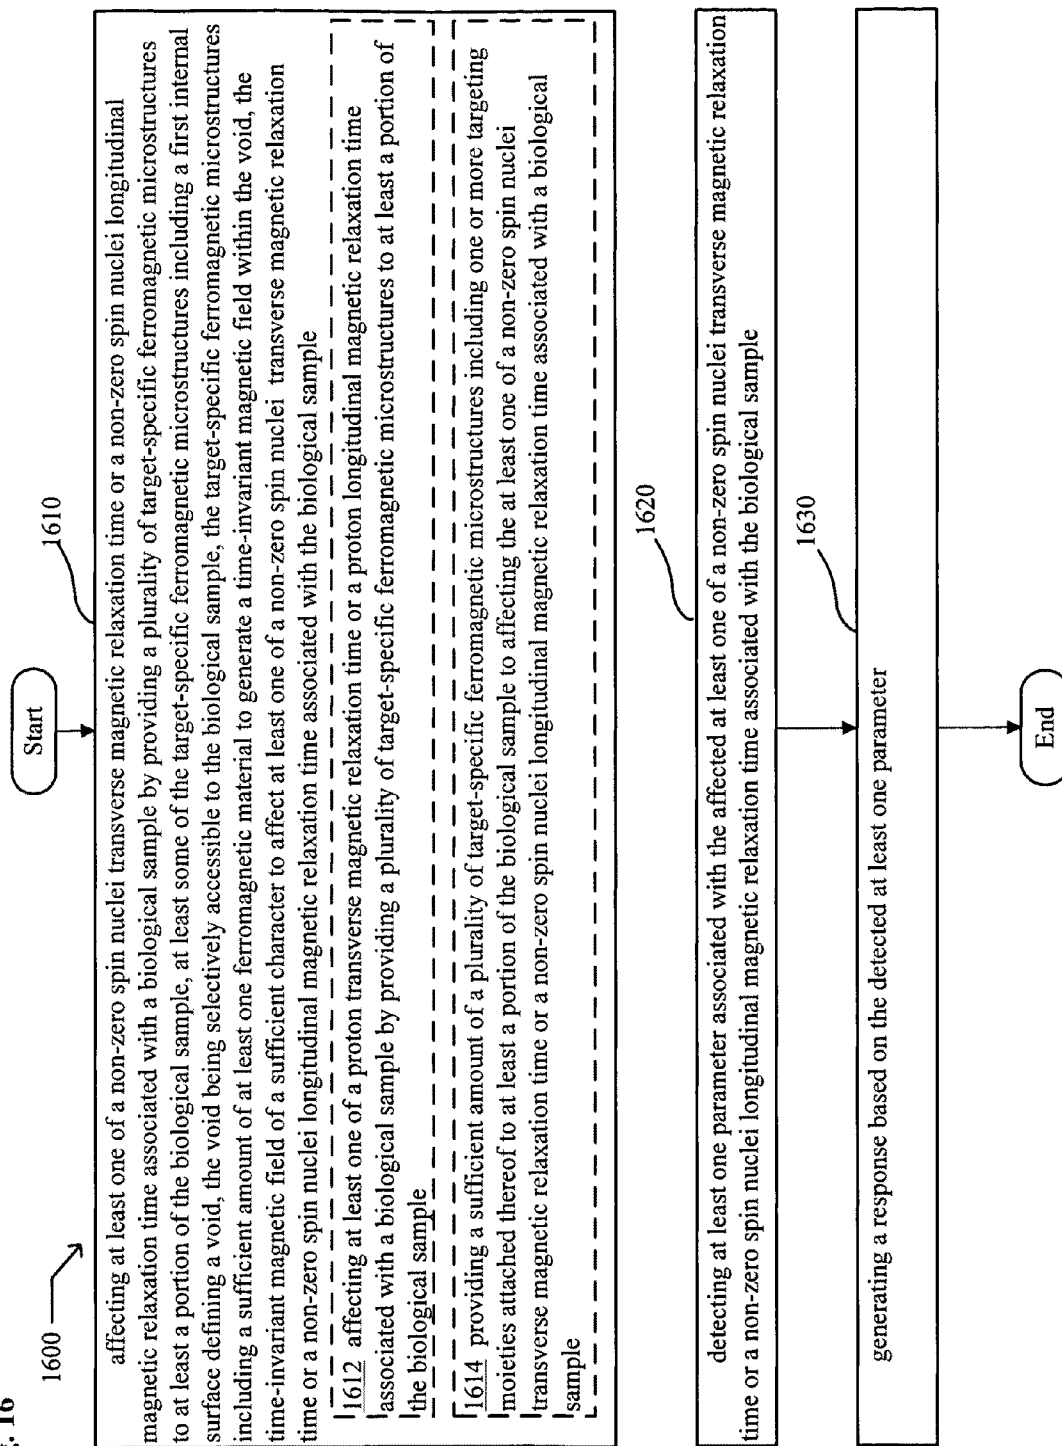 Start
1600
1610
affecting at least one of a non-zero spin nuclei transverse magnetic relaxation time or a non-zero spin nuclei longitudinal
magnetic relaxation time associated with a biological sample by providing a plurality of target-specific ferromagnetic microstructures
to at least a portion of the biological sample, at least some of the target-specific ferromagnetic microstructures including a first internal
surface defining a void, the void being selectively accessible to the biological sample, the target-specific ferromagnetic microstructures
including a sufficient amount of at least one ferromagnetic material to generate a time-invariant magnetic field within the void, the
time-invariant magnetic field of a sufficient character to affect at least one of a non-zero spin nuclei transverse magnetic relaxation
time or a non-zero spin nuclei longitudinal magnetic relaxation time associated with the biological sample
1612 affecting at least one of a proton transverse magnetic relaxation time or a proton longitudinal magnetic relaxation time
associated with a biological sample by providing a plurality of target-specific ferromagnetic microstructures to at least a portion of
the biological sample
1614 providing a sufficient amount of a plurality of target-specific ferromagnetic microstructures including one or more targeting
moieties attached thereof to at least a portion of the biological sample to affecting the at least one of a non-zero spin nuclei
transverse magnetic relaxation time or a non-zero spin nuclei longitudinal magnetic relaxation time associated with a biological
sample
1620
detecting at least one parameter associated with the affected at least one of a non-zero spin nuclei transverse magnetic relaxation
time or a non-zero spin nuclei longitudinal magnetic relaxation time associated with the biological sample
1630
generating a response based on the detected at least one parameter
End
16